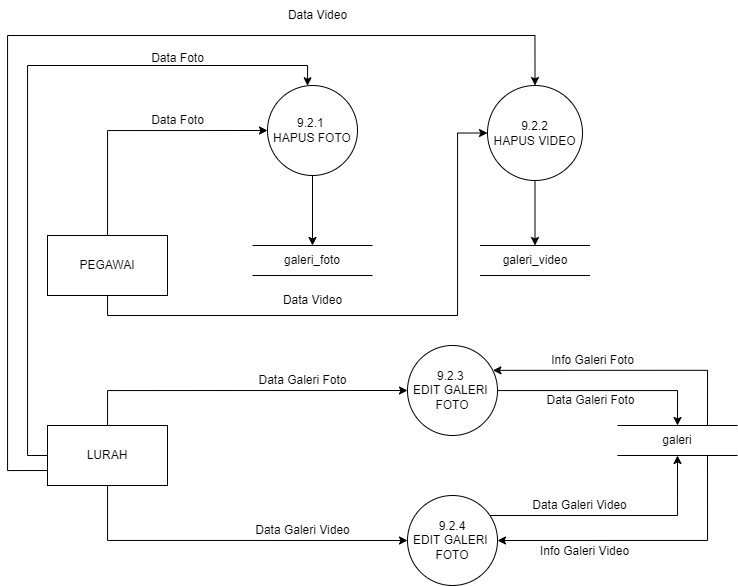 Data Video
Data Foto
Data Foto
9.2.1
HAPUS FOTO
9.2.2
HAPUS VIDEO
PEGAWAI
galeri_foto
galeri_video
Data Video
Info Galeri Foto
Data Galeri Foto
9.2.3
EDIT GALERI
FOTO
Data Galeri Foto
galeri
LURAH
Data Galeri Video
Data Galeri Video
9.2.4
EDIT GALERI
FOTO
Info Galeri Video